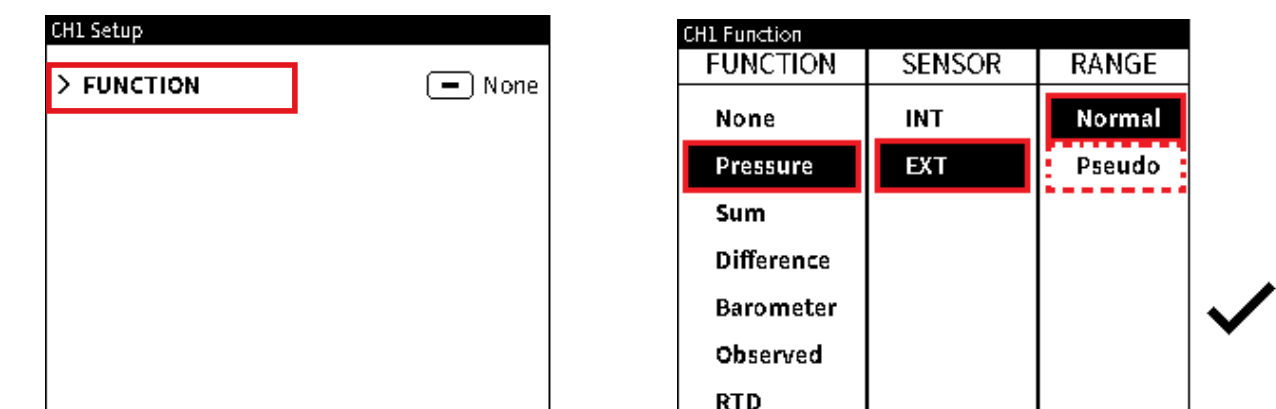 CH1 Setup
> FUNCTION None
CH1 Function
FUNCTION SENSOR RANGE
None INT Normal
Pressure EXT Pseudo
Sum
Difference
Barometer
Observed
RTD